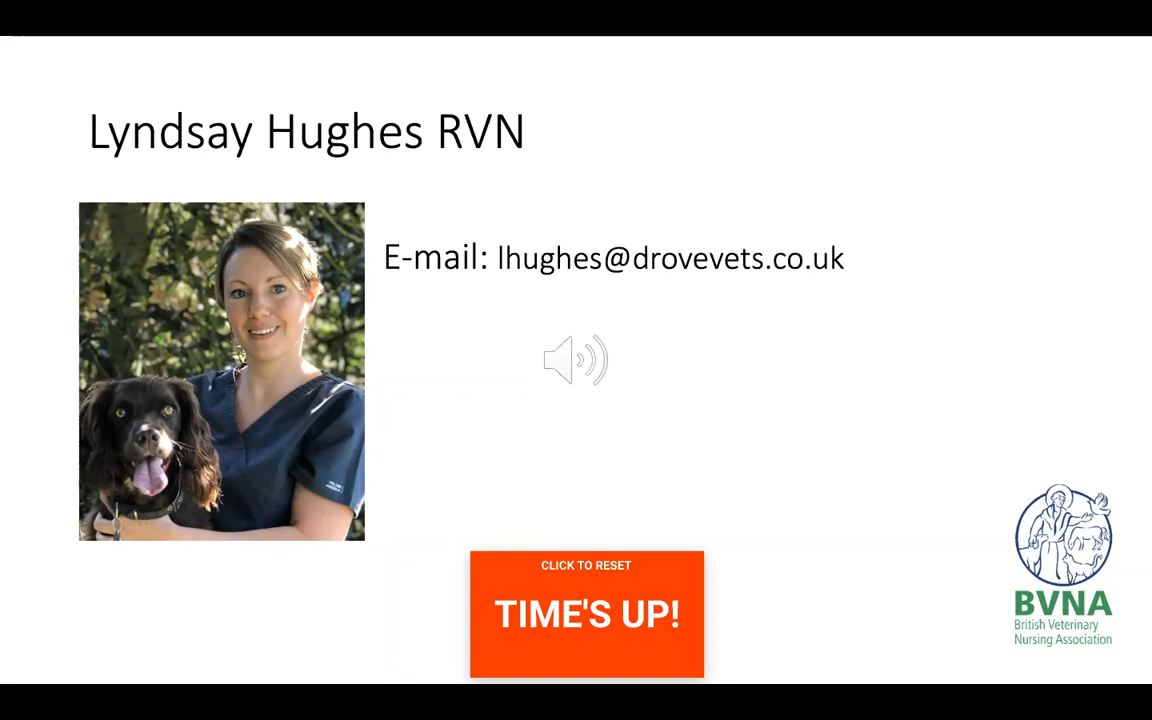 Lyndsay Hughes RVN
E-mail: lhughes@drovevets.co.uk
CLICK TO RESET
TIME'S UP!
BVNA
British Veterinary
Nursing Association